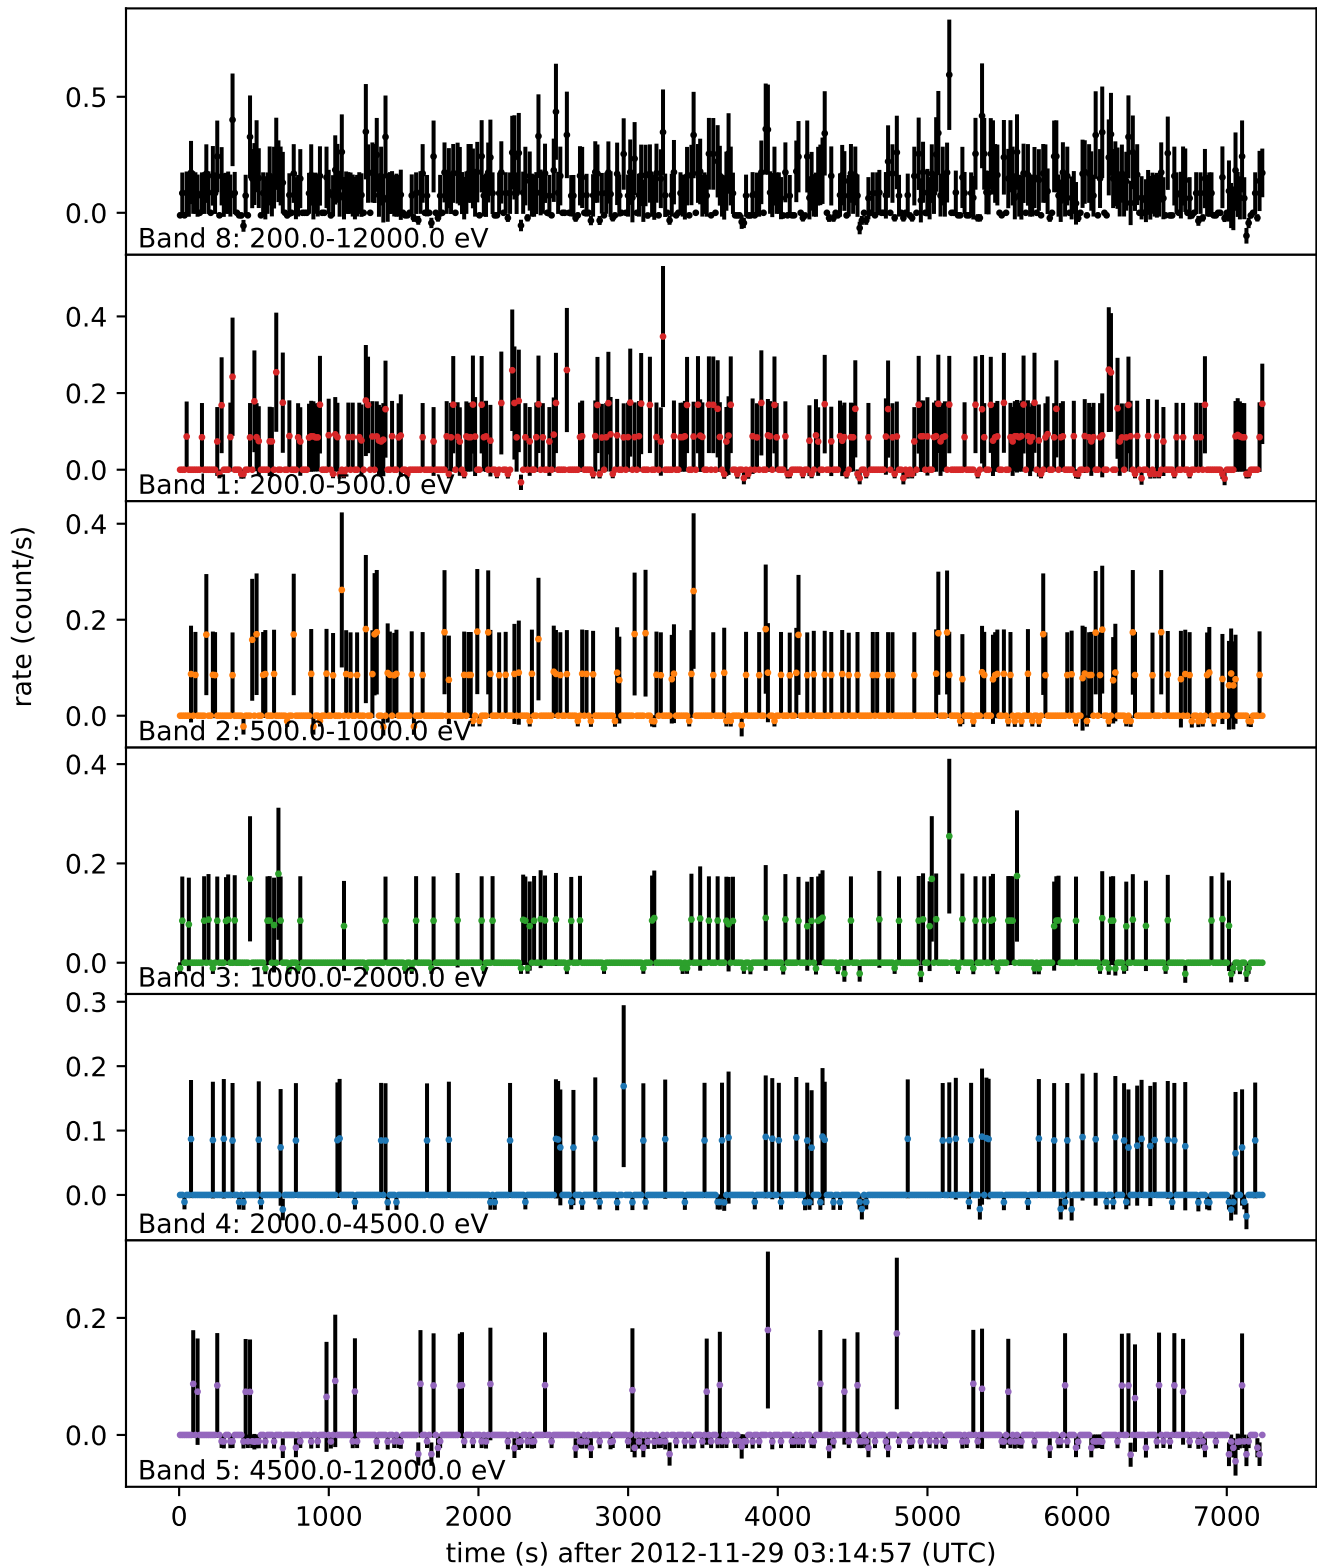 0.5
0.0
Band 8: 200.0-12000.0 eV
0.4
0.2
0.0
Band 1: 200.0-500.0 eV
0.4
0.2
0.0
Band 2: 500.0-1000.0 eV
rate (count/s)
0.4
0.2
0.0
Band 3: 1000.0-2000.0 eV
0.3
0.2
0.1
0.0
Band 4: 2000.0-4500.0 eV
0.2
0.0
Band 5: 4500.0-12000.0 eV
0 1000 2000 3000 4000 5000 6000 7000
time (s) after 2012-11-29 03:14:57 (UTC)